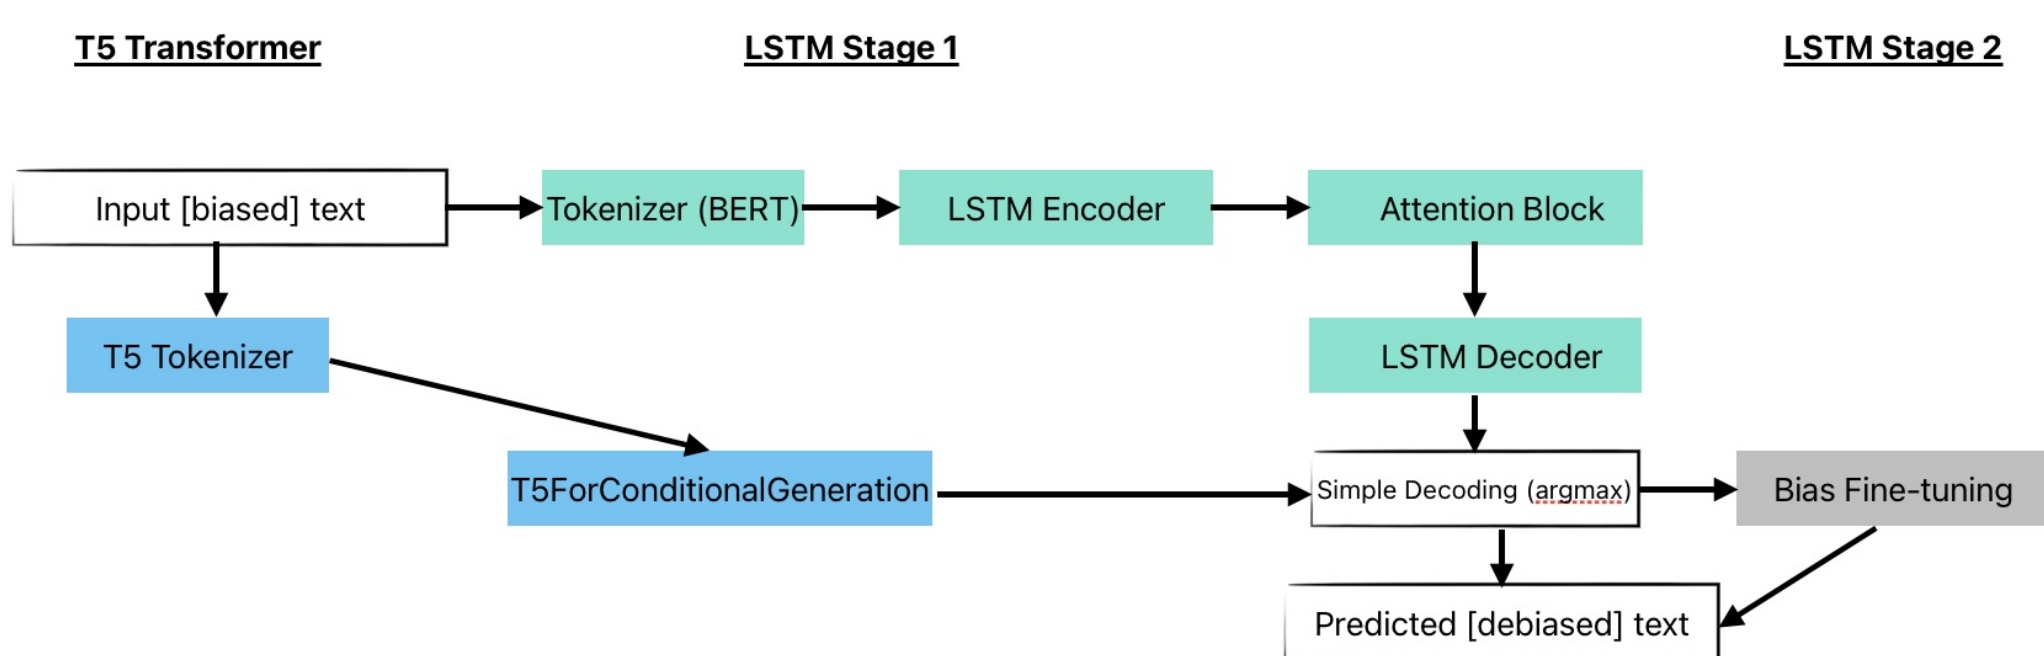 T5 Transformer
LSTM Stage 1
LSTM Stage 2
Input [biased] text
Tokenizer (BERT)
LSTM Encoder
Attention Block
T5 Tokenizer
LSTM Decoder
T5ForConditionalGeneration
Simple Decoding (argmax)
Bias Fine-tuning
Predicted [debiased] text